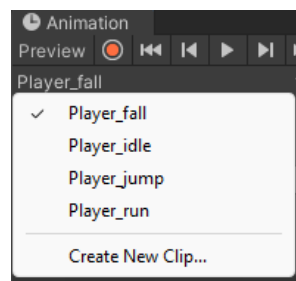 Animation
Preview
Player_fall
Player_fall
Player_idle
Player_jump
Player_run
Create New Clip...